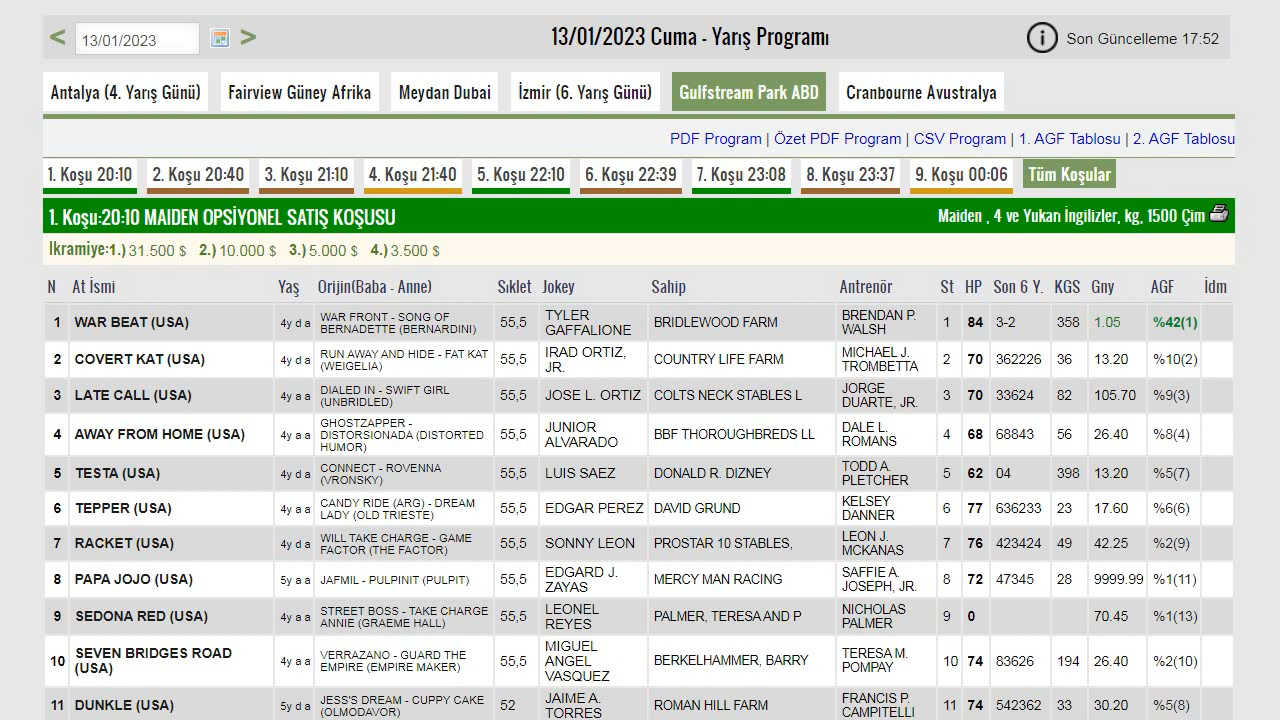 < 13/01/2023 > 13/01/2023 Cuma - Yarış Programı i Son Güncelleme 17:52
Antalya (4. Yarış Günü) Fairview Güney Afrika Meydan Dubai İzmir (6. Yarış Günü) Gulfstream Park ABD Cranbourne Avustralya
PDF Program | Özet PDF Program | CSV Program | 1. AGF Tablosu | 2. AGF Tablosu
1. Koşu 20:10 2. Koşu 20:40 3. Koşu 21:10 4. Koşu 21:40 5. Koşu 22:10 6. Koşu 22:39 7. Koşu 23:08 8. Koşu 23:37 9. Koşu 00:06 Tüm Koşular
1. Koşu:20:10 MAIDEN OPSİYONEL SATIŞ KOŞUSU Maiden , 4 ve Yukarı İngilizler, kg, 1500 Çim
İkramiye:1.) 31.500 $ 2.) 10.000 $ 3.) 5.000 $ 4.) 3.500 $
N At İsmi Yaş Orijin(Baba - Anne) Sıklet Jokey Sahip Antrenör St HP Son 6 Y. KGS Gny AGF İdm
1 WAR BEAT (USA) 4y d a WAR FRONT - SONG OF BERNADETTE (BERNARDINI) 55,5 TYLER GAFFALIONE BRIDLEWOOD FARM BRENDAN P. WALSH 1 84 3-2 358 1.05 %42(1)
2 COVERT KAT (USA) 4y d a RUN AWAY AND HIDE - FAT KAT (WEIGELIA) 55,5 IRAD ORTIZ, JR. COUNTRY LIFE FARM MICHAEL J. TROMBETTA 2 70 362226 36 13.20 %10(2)
3 LATE CALL (USA) 4y a a DIALED IN - SWIFT GIRL (UNBRIDLED) 55,5 JOSE L. ORTIZ COLTS NECK STABLES L JORGE DUARTE, JR. 3 70 33624 82 105.70 %9(3)
4 AWAY FROM HOME (USA) 4y a a GHOSTZAPPER - DISTORSIONADA (DISTORTED HUMOR) 55,5 JUNIOR ALVARADO BBF THOROUGHBREDS LL DALE L. ROMANS 4 68 68843 56 26.40 %8(4)
5 TESTA (USA) 4y d a CONNECT - ROVENNA (VRONSKY) 55,5 LUIS SAEZ DONALD R. DIZNEY TODD A. PLETCHER 5 62 04 398 13.20 %5(7)
6 TEPPER (USA) 4y a a CANDY RIDE (ARG) - DREAM LADY (OLD TRIESTE) 55,5 EDGAR PEREZ DAVID GRUND KELSEY DANNER 6 77 636233 23 17.60 %6(6)
7 RACKET (USA) 4y d a WILL TAKE CHARGE - GAME FACTOR (THE FACTOR) 55,5 SONNY LEON PROSTAR 10 STABLES, LEON J. MCKANAS 7 76 423424 49 42.25 %2(9)
8 PAPA JOJO (USA) 5y a a JAFMIL - PULPINIT (PULPIT) 55,5 EDGARD J. ZAYAS MERCY MAN RACING SAFFIE A. JOSEPH, JR. 8 72 47345 28 9999.99 %1(11)
9 SEDONA RED (USA) 4y a a STREET BOSS - TAKE CHARGE ANNIE (GRAEME HALL) 55,5 LEONEL REYES PALMER, TERESA AND P NICHOLAS PALMER 9 0 70.45 %1(13)
10 SEVEN BRIDGES ROAD (USA) 4y a a VERRAZANO - GUARD THE EMPIRE (EMPIRE MAKER) 55,5 MIGUEL ANGEL VASQUEZ BERKELHAMMER, BARRY TERESA M. POMPAY 10 74 83626 194 26.40 %2(10)
11 DUNKLE (USA) 5y d a JESS'S DREAM - CUPPY CAKE (OLMODAVOR) 52 JAIME A. TORRES ROMAN HILL FARM FRANCIS P. CAMPITELLI 11 74 542362 33 30.20 %5(8)